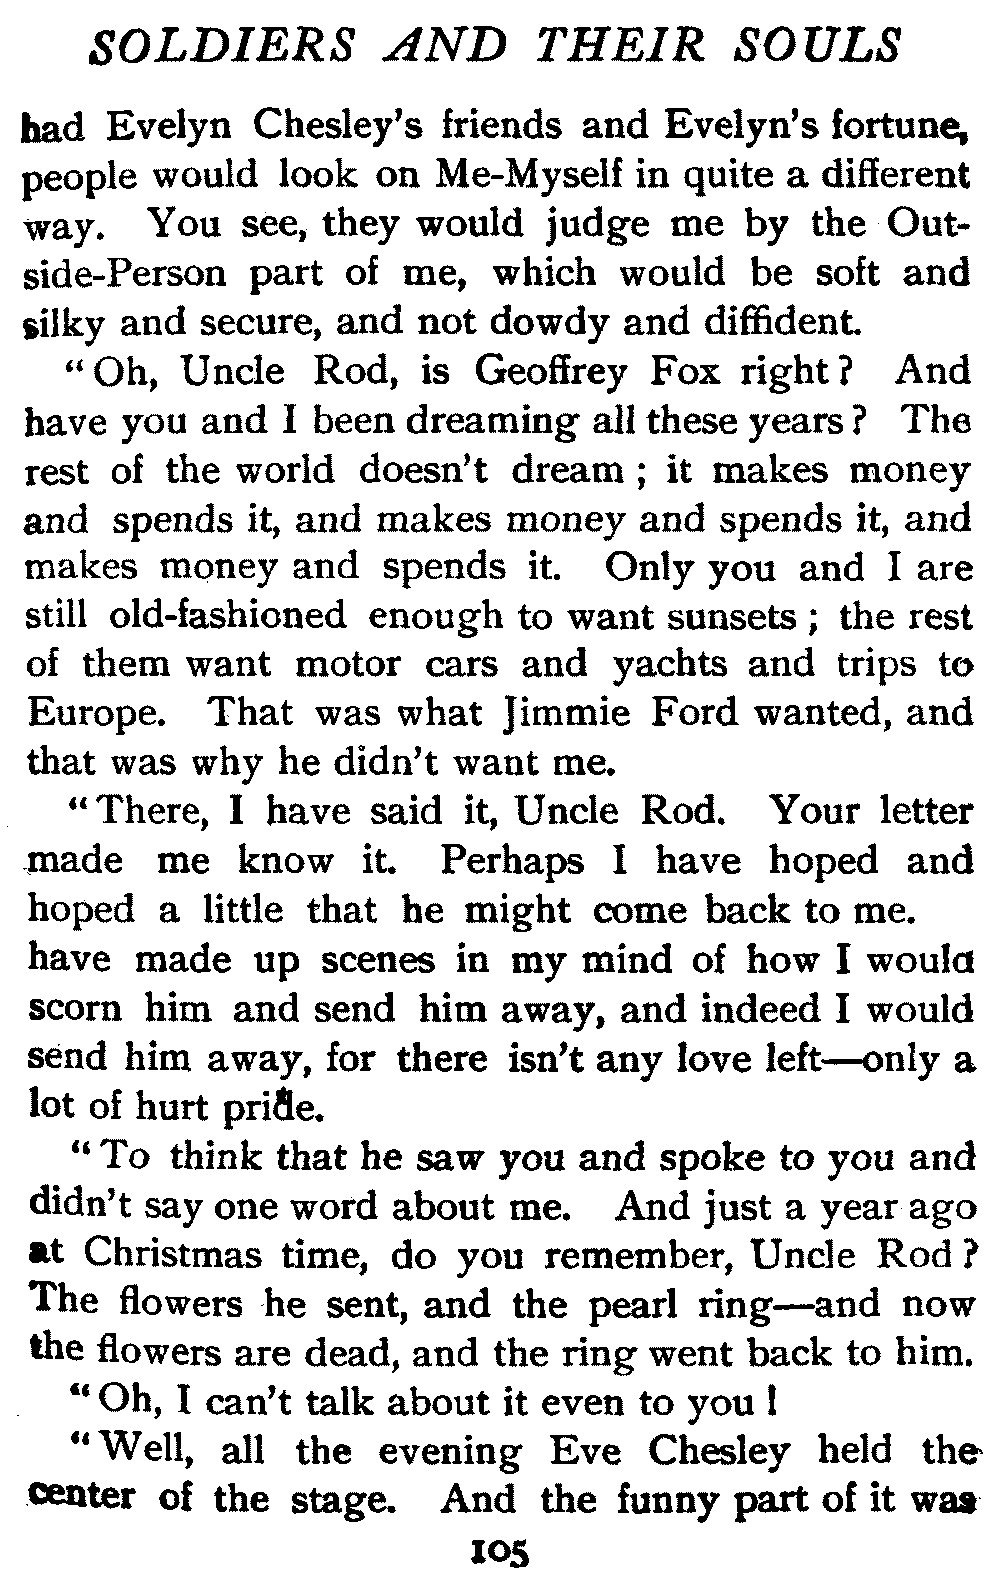 SOLDIERS AND THEIR SOULS
had Evelyn Chesley's friends and Evelyn's fortune,
people would look on Me-Myself in quite a different
way. You see, they would judge me by the Out-
side-Person part of me, which would be soft and
silky and secure, and not dowdy and diffident.
"Oh, Uncle Rod, is Geoffrey Fox right? And
have you and I been dreaming all these years? The
rest of the world doesn't dream; it makes money
and spends it, and makes money and spends it, and
makes money and spends it. Only you and I are
still old-fashioned enough to want sunsets; the rest
of them want motor cars and yachts and trips to
Europe. That was what Jimmie Ford wanted, and
that was why he didn't want me.
"There, I have said it, Uncle Rod. Your letter
made me know it. Perhaps I have hoped and
hoped a little that he might come back to me.
have made up scenes in my mind of how I would
scorn him and send him away, and indeed I would
send him away, for there isn't any love left—only a
lot of hurt pride.
"To think that he saw you and spoke to you and
didn't say one word about me. And just a year ago
at Christmas time, do you remember, Uncle Rod?
The flowers he sent, and the pearl ring—and now
the flowers are dead, and the ring went back to him.
"Oh, I can't talk about it even to you!
"Well, all the evening Eve Chesley held the
center of the stage. And the funny part of it was
105